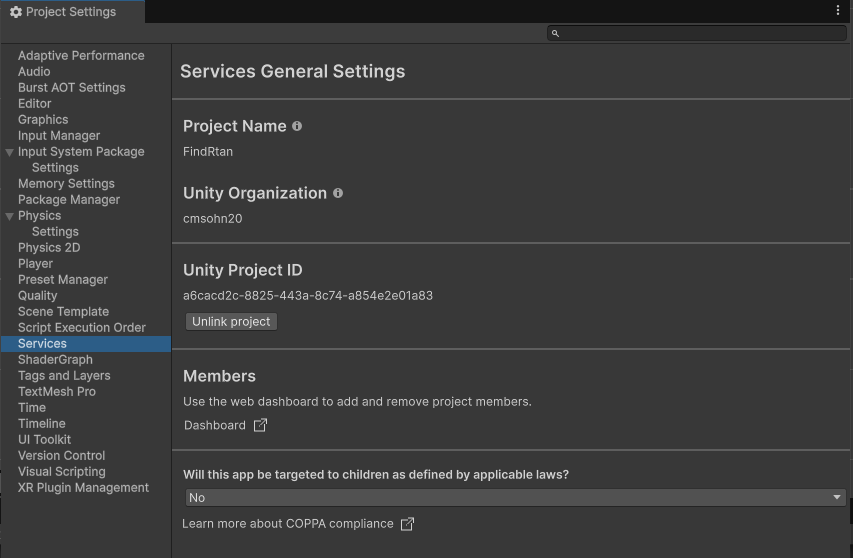 Project Settings
Adaptive Performance
Audio
Burst AOT Settings
Editor
Graphics
Input Manager
Input System Package
Settings
Memory Settings
Package Manager
Physics
Settings
Physics 2D
Player
Preset Manager
Quality
Scene Template
Script Execution Order
Services
ShaderGraph
Tags and Layers
TextMesh Pro
Time
Timeline
UI Toolkit
Version Control
Visual Scripting
XR Plugin Management
Services General Settings
Project Name
FindRtan
Unity Organization
cmsohn20
Unity Project ID
a6cacd2c-8825-443a-8c74-a854e2e01a83
Unlink project
Members
Use the web dashboard to add and remove project members.
Dashboard
Will this app be targeted to children as defined by applicable laws?
No
Learn more about COPPA compliance